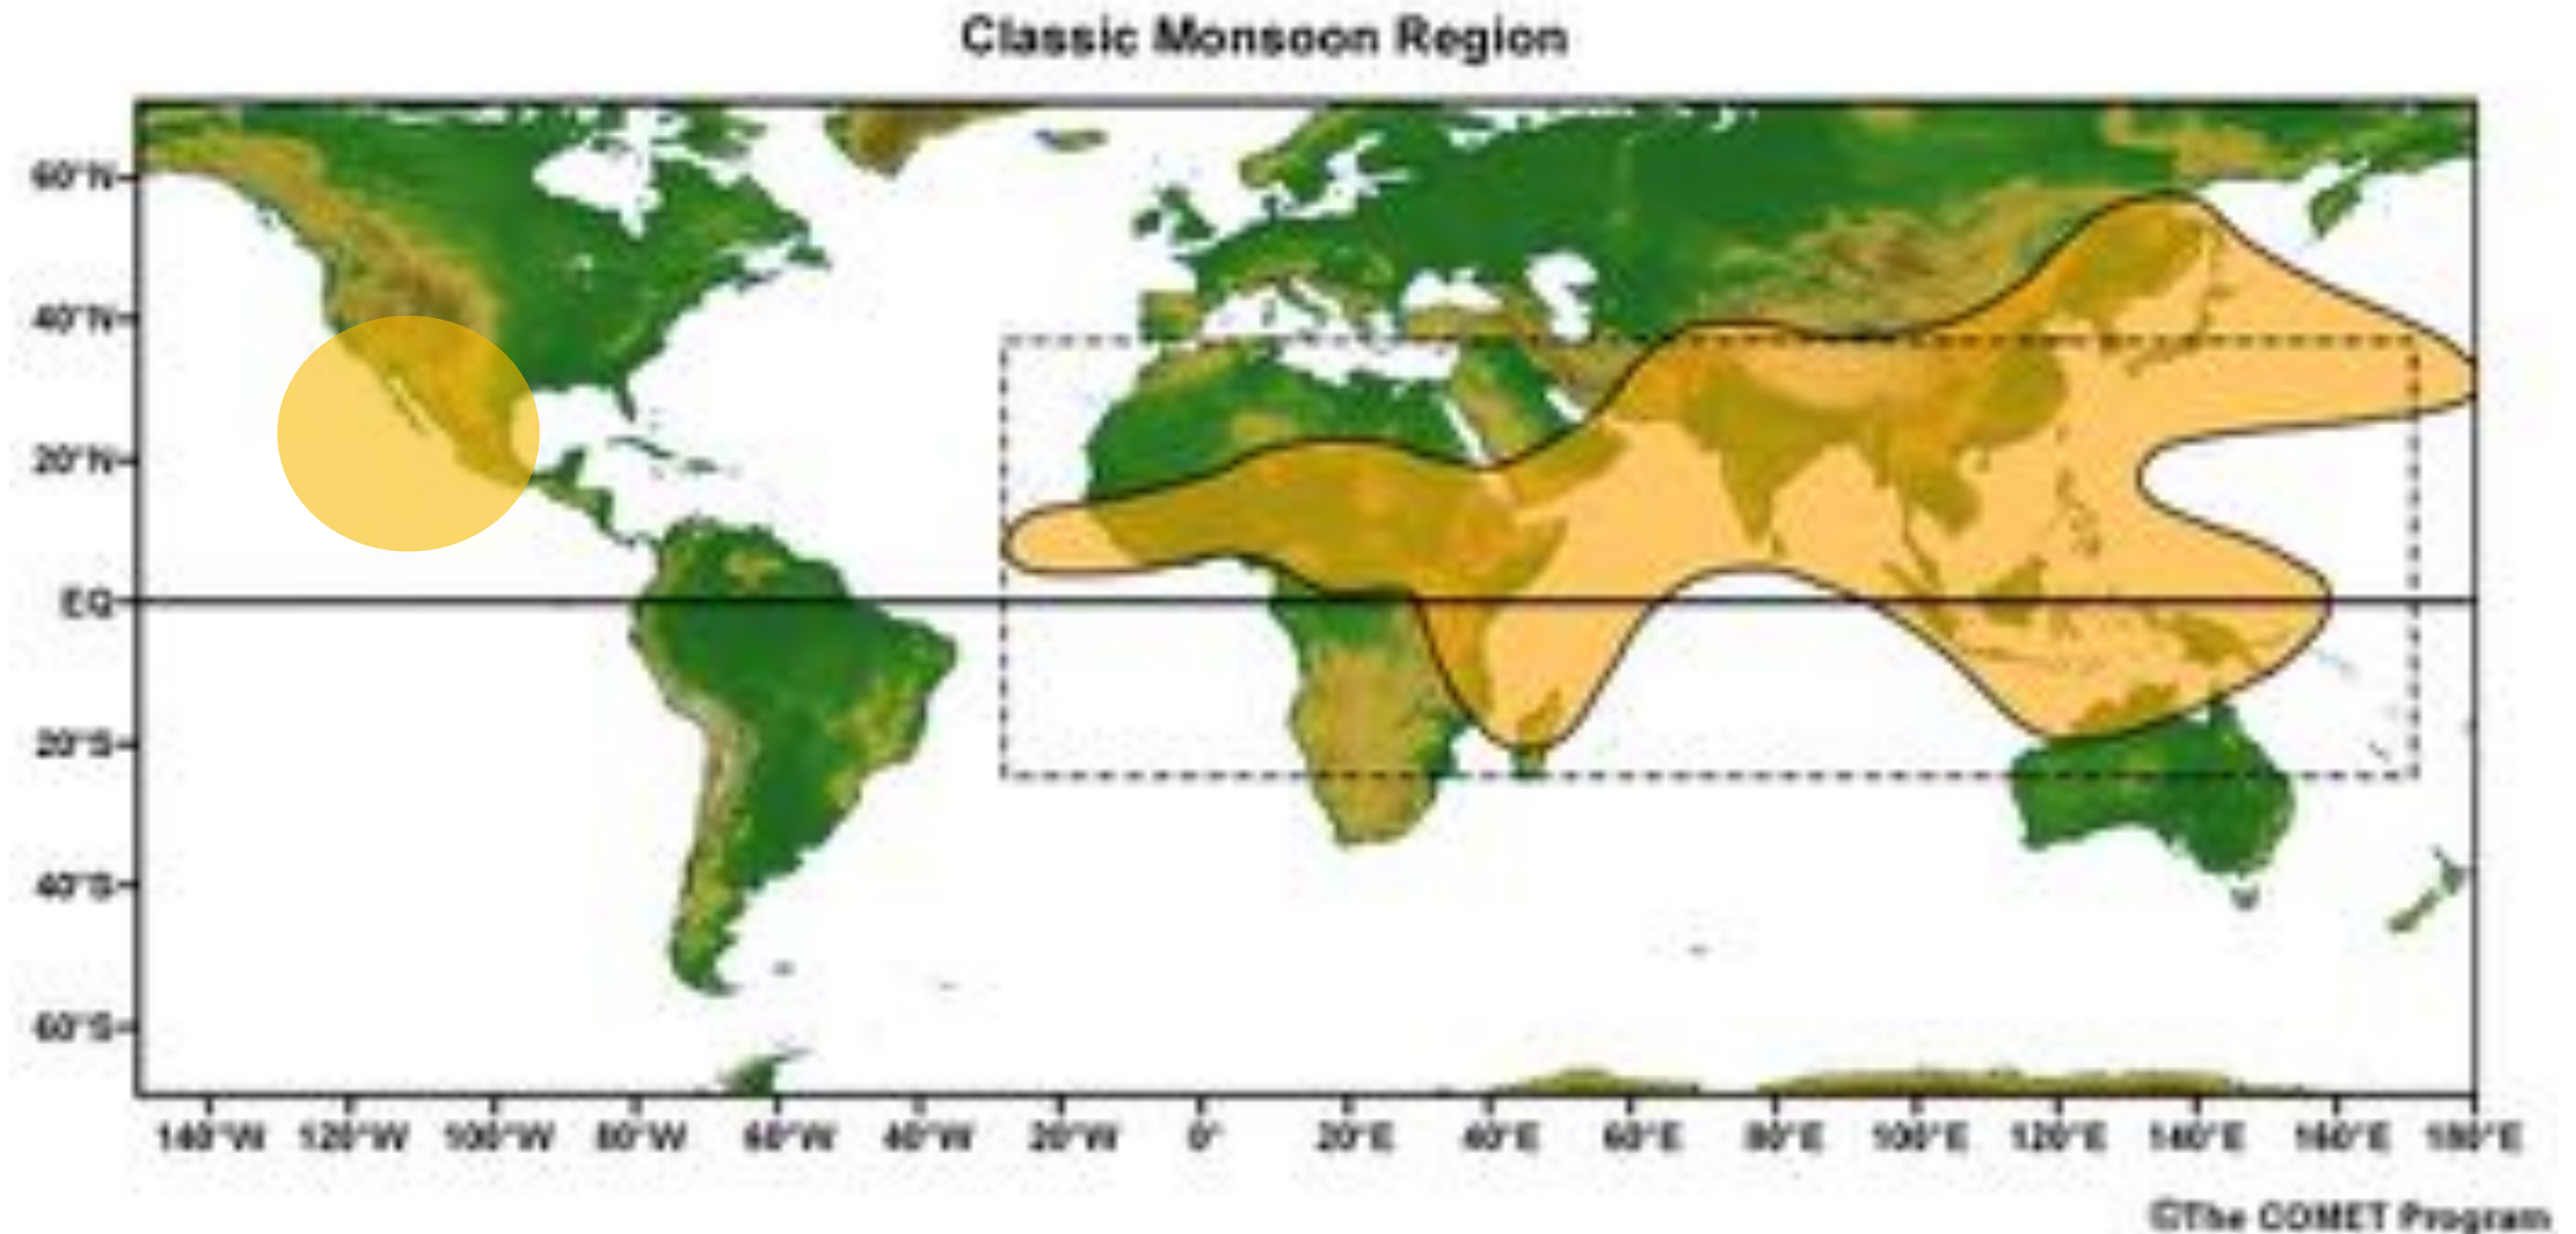 Classic Monsoon Region
60°N
40°N
20°N
EQ
20°S
40°S
60°S
140°W 120°W 100°W 80°W 60°W 40°W 20°W 0° 20°E 40°E 60°E 80°E 100°E 120°E 140°E 160°E 180°E
©The COMET Program